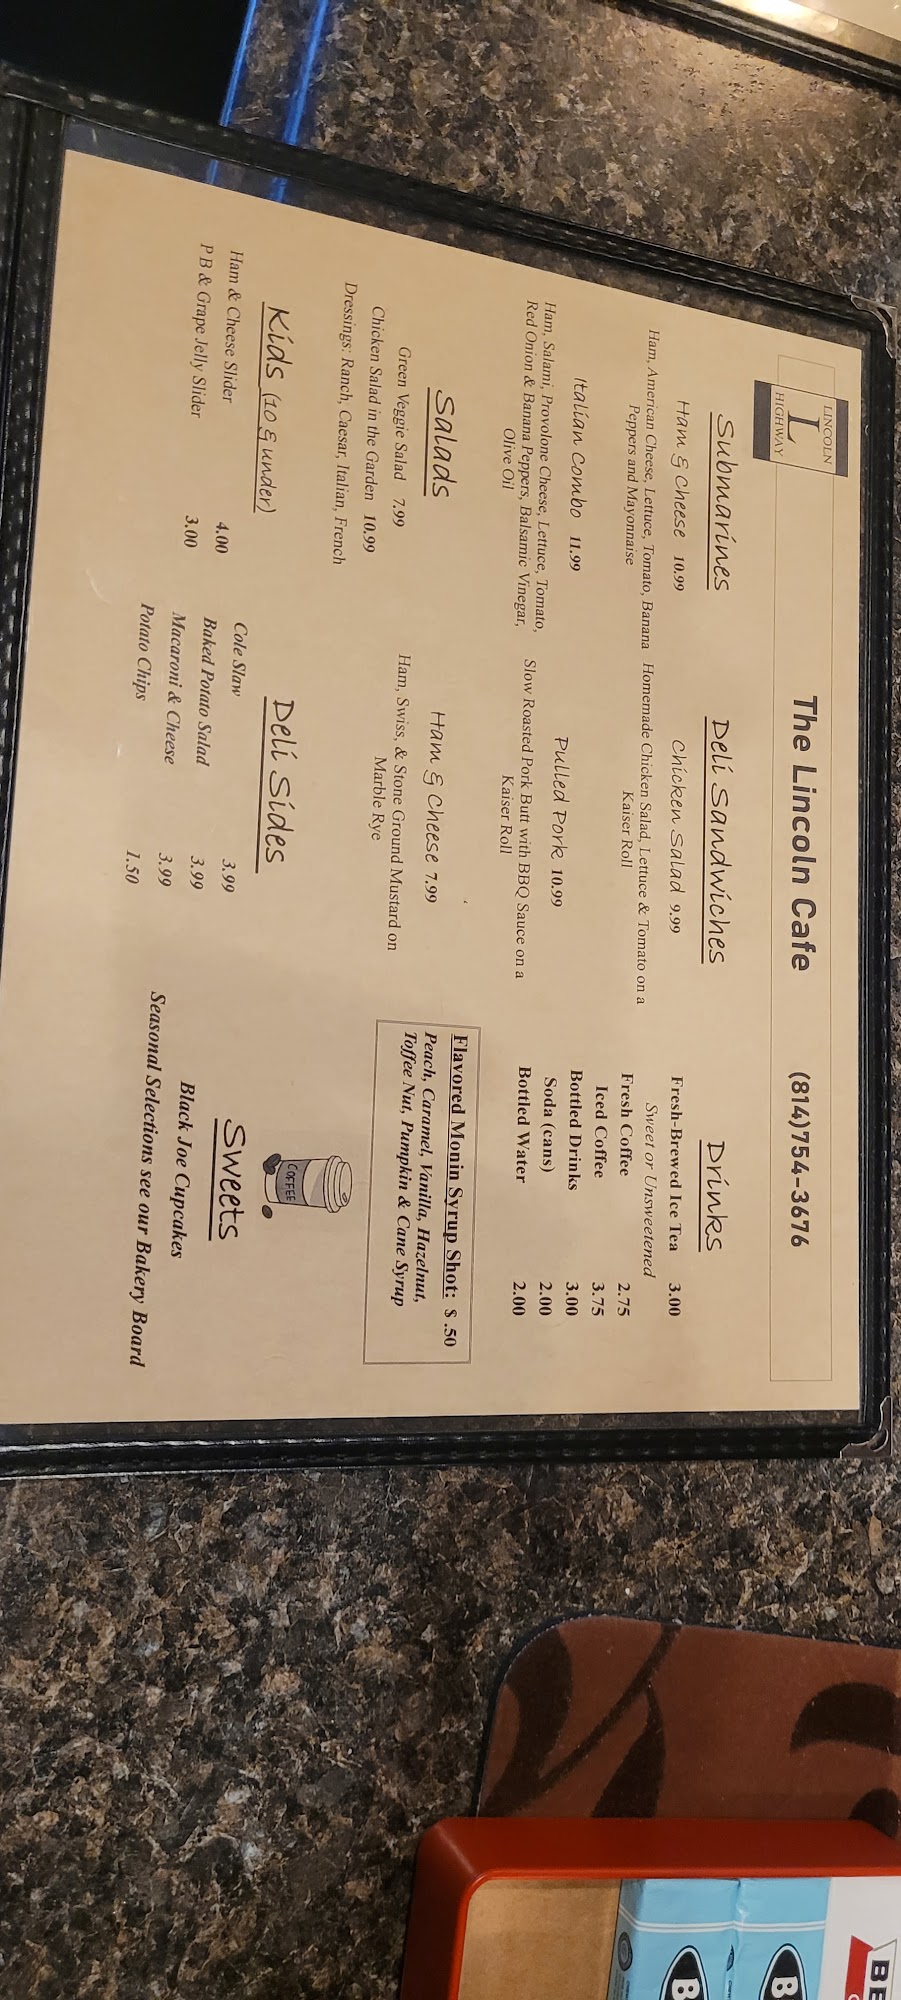 LINCOLN
L
HIGHWAY
The Lincoln Cafe
(814)754-3676
Submarines
Ham & Cheese 10.99
Ham, American Cheese, Lettuce, Tomato, Banana
Peppers and Mayonnaise
Italian Combo 11.99
Ham, Salami, Provolone Cheese, Lettuce, Tomato,
Red Onion & Banana Peppers, Balsamic Vinegar,
Olive Oil
Salads
Green Veggie Salad 7.99
Chicken Salad in the Garden 10.99
Dressings: Ranch, Caesar, Italian, French
Kids (10 & under)
Ham & Cheese Slider 4.00
P B & Grape Jelly Slider 3.00
Deli Sandwiches
Chicken Salad 9.99
Homemade Chicken Salad, Lettuce & Tomato on a
Kaiser Roll
Pulled Pork 10.99
Slow Roasted Pork Butt with BBQ Sauce on a
Kaiser Roll
Ham & Cheese 7.99
Ham, Swiss, & Stone Ground Mustard on
Marble Rye
Deli Sides
Cole Slaw 3.99
Baked Potato Salad 3.99
Macaroni & Cheese 3.99
Potato Chips 1.50
Drinks
Fresh-Brewed Ice Tea 3.00
Sweet or Unsweetened
Fresh Coffee 2.75
Iced Coffee 3.75
Bottled Drinks 3.00
Soda (cans) 2.00
Bottled Water 2.00
Flavored Monin Syrup Shot: $ .50
Peach, Caramel, Vanilla, Hazelnut,
Toffee Nut, Pumpkin & Cane Syrup
COFFEE
Sweets
Black Joe Cupcakes
Seasonal Selections see our Bakery Board
BE
B
B